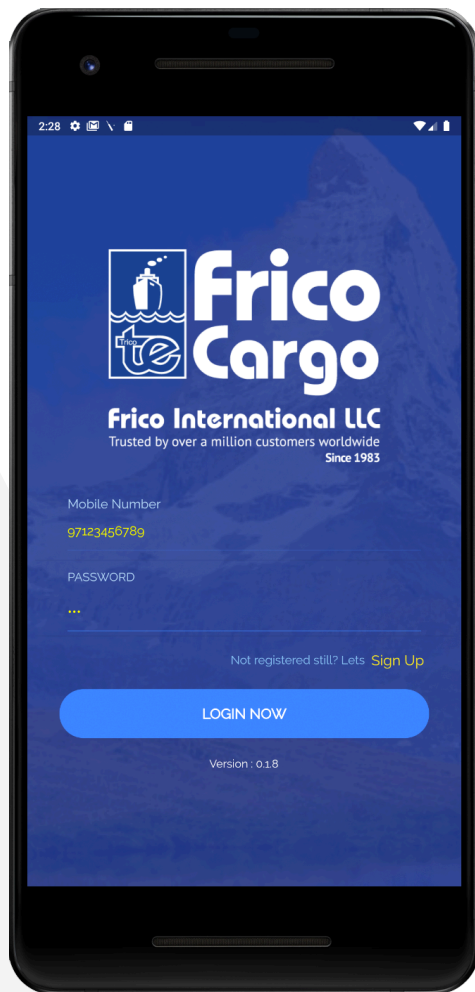 2:28
Trico
te
Frico
Cargo
Frico International LLC
Trusted by over a million customers worldwide
Since 1983
Mobile Number
97123456789
PASSWORD
•••
Not registered still? Lets Sign Up
LOGIN NOW
Version : 0.1.8